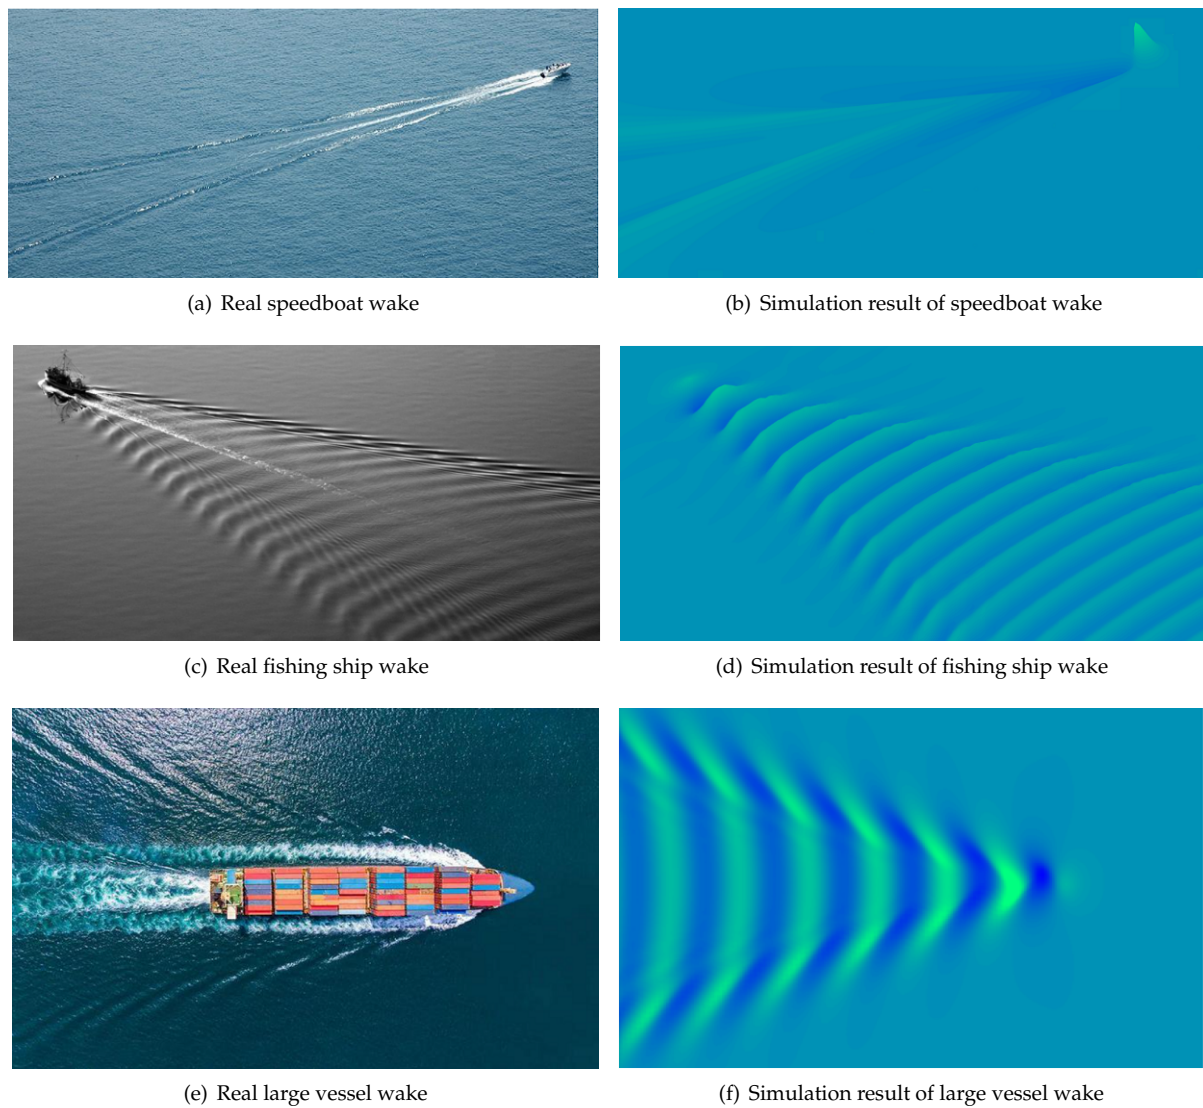 (a) Real speedboat wake
(b) Simulation result of speedboat wake
(c) Real fishing ship wake
(d) Simulation result of fishing ship wake
(e) Real large vessel wake
(f) Simulation result of large vessel wake